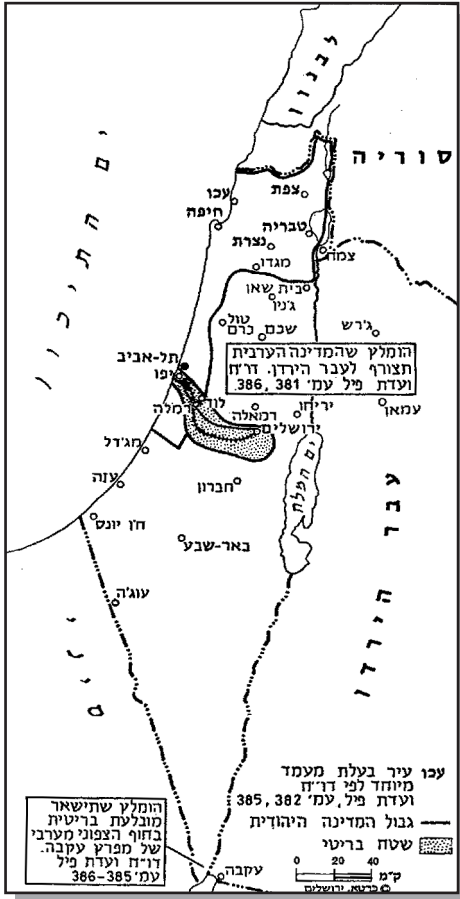 לבנון
סוריה
ים התיכון
צפת
עכו
חיפה
טבריה
נצרת
צמח
מגדו
בית שאן
ג'נין
טול
כרם
שכם
ג'רש
הומלץ שהמדינה הערבית
תצורף לעבר הירדן. דו״ח
ועדת פיל עמ' 381, 386.
תל-אביב
יפו
לוד
רמלה
רמאלה
יריחו
עמאן
ירושלים
מג'דל
ים המלח
עזה
חברון
עבר הירדן
ח'ן יונס
באר-שבע
עוג'ה
עכו עיר בעלת מעמד
מיוחד לפי דו״ח
ועדת פיל, עמ' 382, 385
גבול המדינה היהודית
שטח בריטי
0 20 40
ק״מ
© כרטא, ירושלים
הומלץ שתישאר
מובלעת בריטית
בחוף הצפוני מערבי
של מפרץ עקבה.
דו״ח ועדת פיל
עמ' 385-386
עקבה